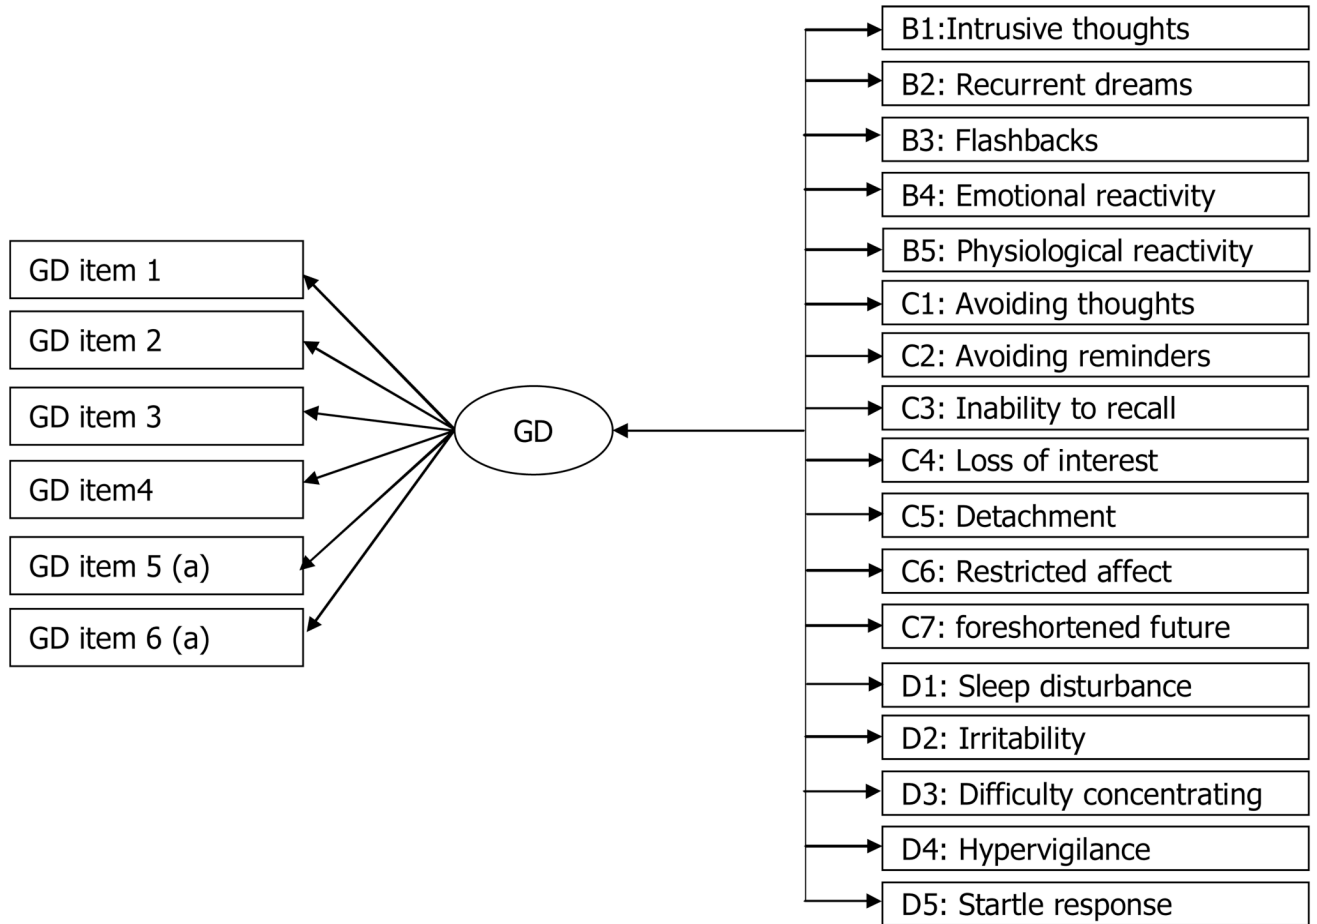 GD item 1
GD item 2
GD item 3
GD item4
GD item 5 (a)
GD item 6 (a)
GD
B1:Intrusive thoughts
B2: Recurrent dreams
B3: Flashbacks
B4: Emotional reactivity
B5: Physiological reactivity
C1: Avoiding thoughts
C2: Avoiding reminders
C3: Inability to recall
C4: Loss of interest
C5: Detachment
C6: Restricted affect
C7: foreshortened future
D1: Sleep disturbance
D2: Irritability
D3: Difficulty concentrating
D4: Hypervigilance
D5: Startle response